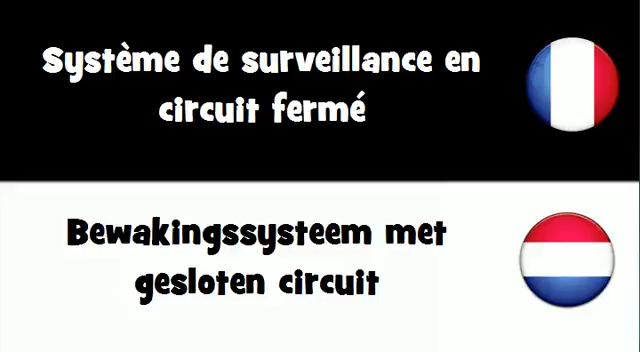 Système de surveillance en
circuit fermé
Bewakingssysteem met
gesloten circuit